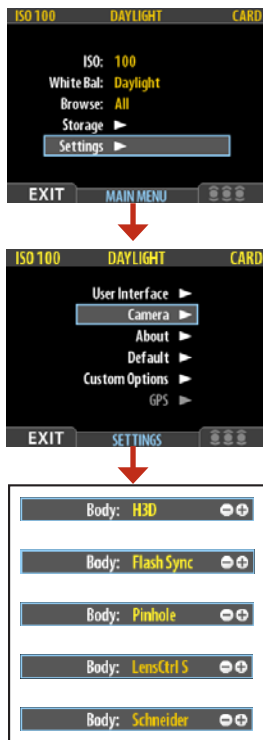 ISO 100 DAYLIGHT CARD
ISO: 100
White Bal: Daylight
Browse: All
Storage
Settings
EXIT MAIN MENU
ISO 100 DAYLIGHT CARD
User Interface
Camera
About
Default
Custom Options
GPS
EXIT SETTINGS
Body: H3D
Body: Flash Sync
Body: Pinhole
Body: LensCtrl S
Body: Schneider